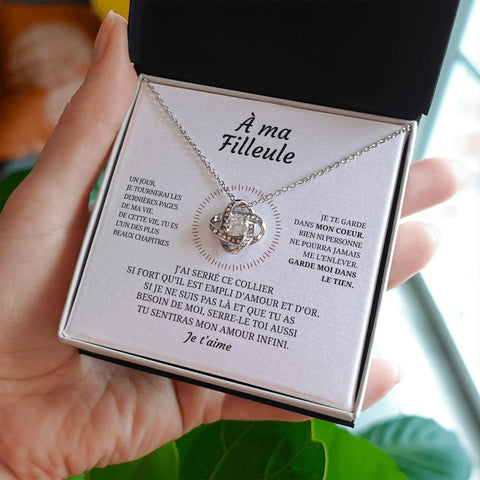 À ma
Filleule
UN JOUR,
JE TOURNERAI LES
DERNIÈRES PAGES
DE MA VIE.
DE CETTE VIE, TU ES
L'UN DES PLUS
BEAUX CHAPITRES
JE TE GARDE
DANS MON COEUR.
RIEN NI PERSONNE
NE POURRA JAMAIS
ME L'ENLEVER.
GARDE MOI DANS
LE TIEN.
J'AI SERRÉ CE COLLIER
SI FORT QU'IL EST EMPLI D'AMOUR ET D'OR.
SI JE NE SUIS PAS LÀ ET QUE TU AS
BESOIN DE MOI, SERRE-LE TOI AUSSI
TU SENTIRAS MON AMOUR INFINI.
Je t'aime